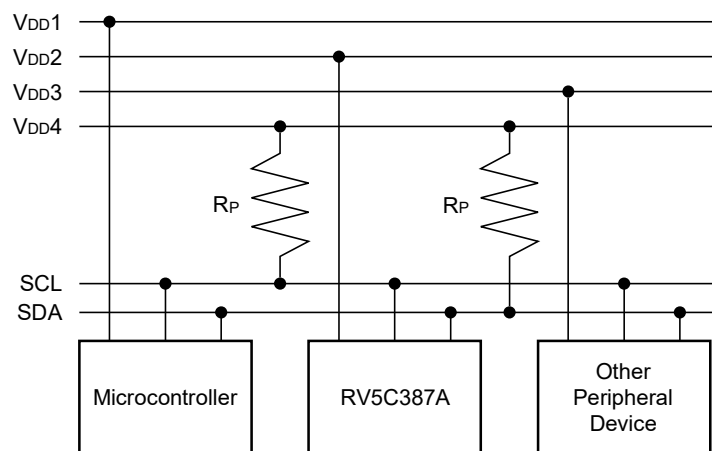 VDD1
VDD2
VDD3
VDD4
RP
RP
SCL
SDA
Microcontroller
RV5C387A
Other
Peripheral
Device